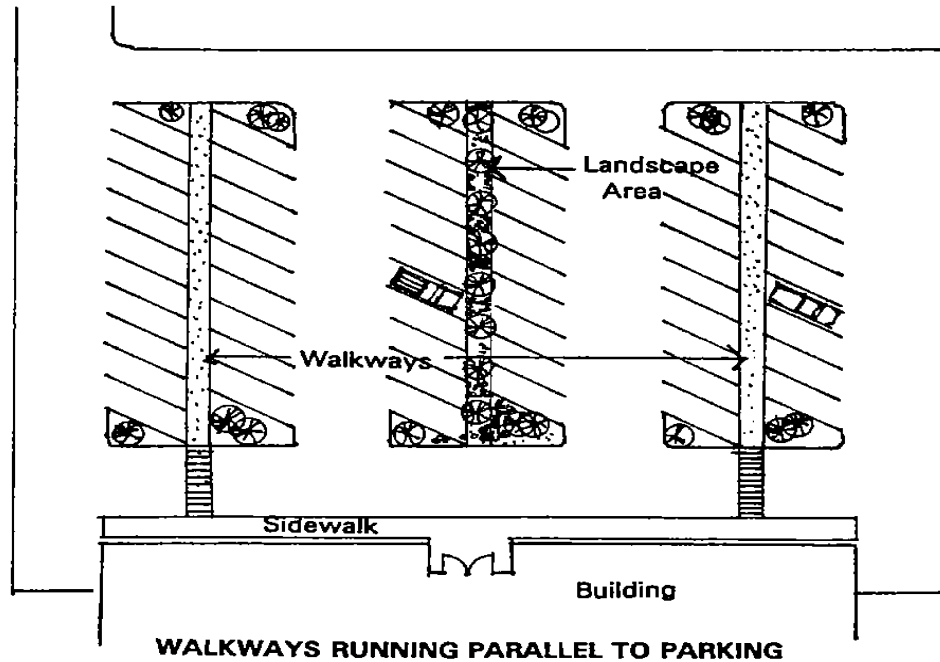 Landscape
Area
Walkways
Sidewalk
Building
WALKWAYS RUNNING PARALLEL TO PARKING